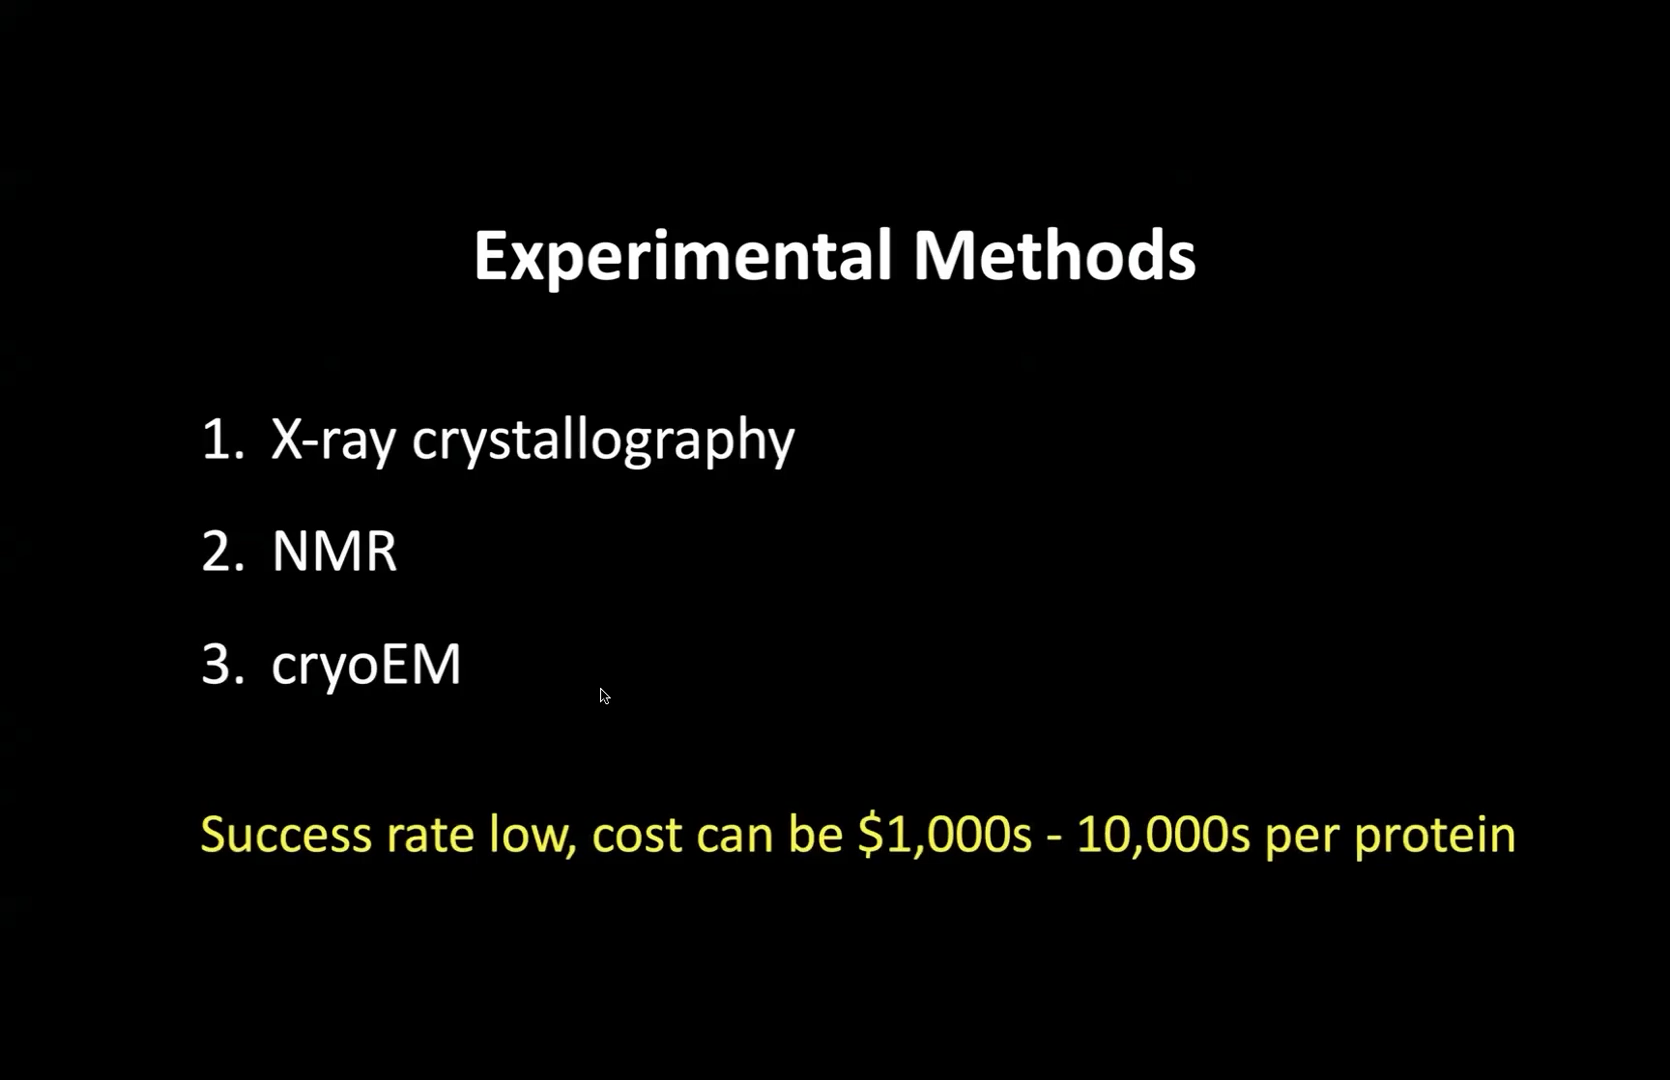 Experimental Methods
1. X-ray crystallography
2. NMR
3. cryoEM
Success rate low, cost can be $1,000s - 10,000s per protein